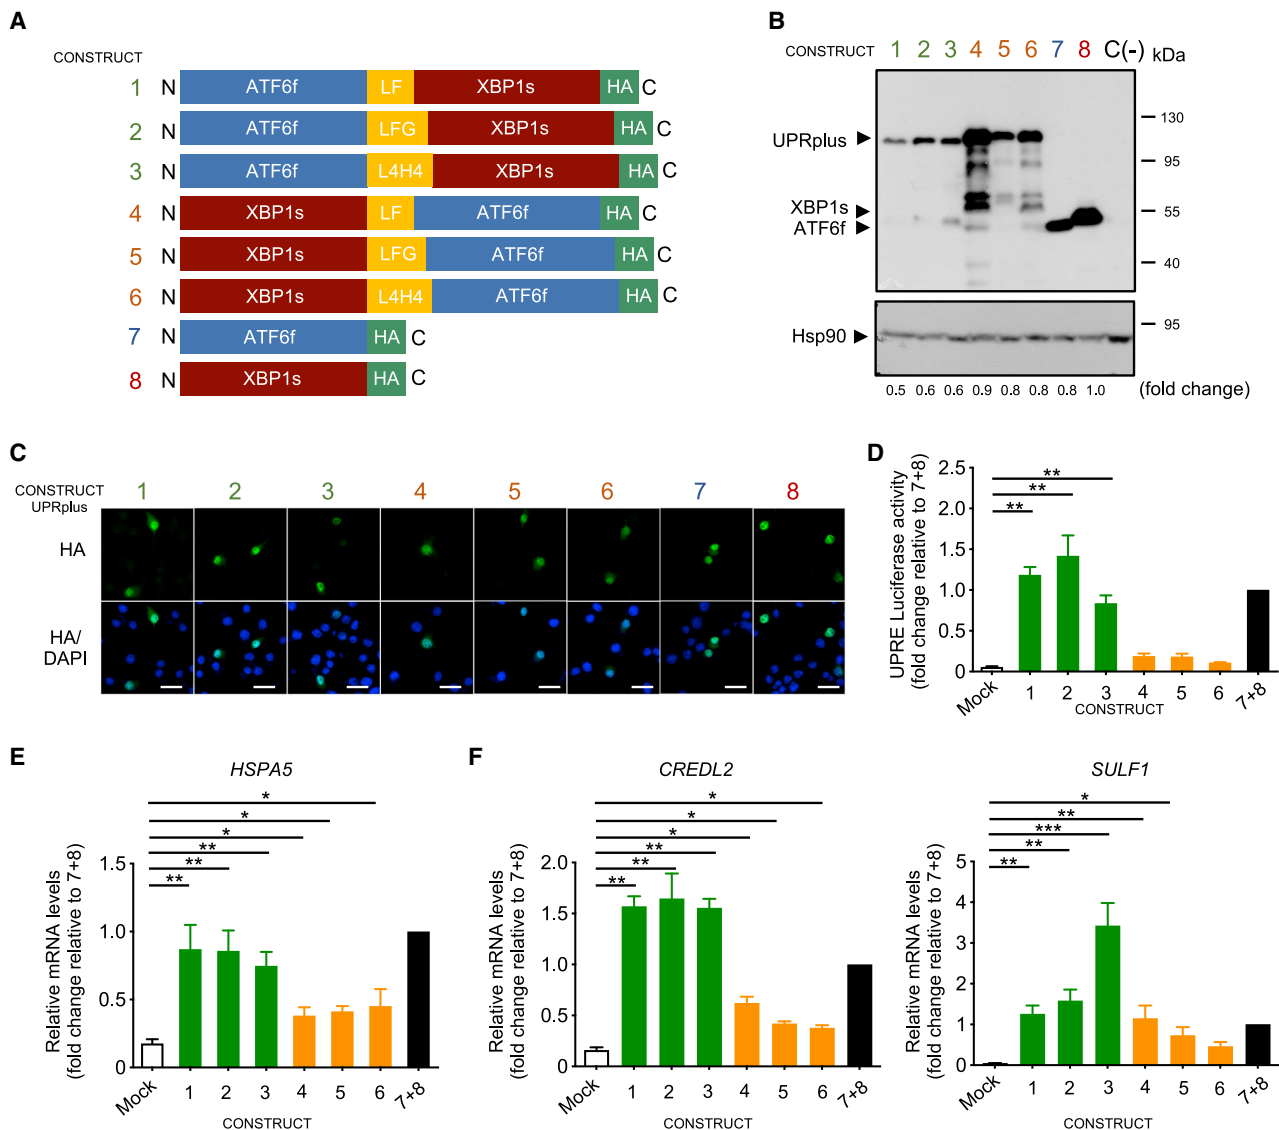 A
CONSTRUCT
1 N ATF6f LF XBP1s HA C
2 N ATF6f LFG XBP1s HA C
3 N ATF6f L4H4 XBP1s HA C
4 N XBP1s LF ATF6f HA C
5 N XBP1s LFG ATF6f HA C
6 N XBP1s L4H4 ATF6f HA C
7 N ATF6f HA C
8 N XBP1s HA C
B
CONSTRUCT 1 2 3 4 5 6 7 8 C(-) kDa
UPRplus
XBP1s
ATF6f
130
95
55
40
Hsp90
95
0.5 0.6 0.6 0.9 0.8 0.8 0.8 1.0 (fold change)
C
CONSTRUCT
UPRplus
1 2 3 4 5 6 7 8
HA
HA/
DAPI
D
UPRE Luciferase activity
(fold change relative to 7+8)
2.5
2.0
1.5
1.0
0.5
0
**
**
**
Mock 1 2 3 4 5 6 7+8
CONSTRUCT
E
HSPA5
Relative mRNA levels
(fold change relative to 7+8)
1.5
1.0
0.5
0
*
*
*
**
**
**
Mock 1 2 3 4 5 6 7+8
CONSTRUCT
F
CREDL2
Relative mRNA levels
(fold change relative to 7+8)
2.0
1.5
1.0
0.5
0
*
*
*
**
**
**
Mock 1 2 3 4 5 6 7+8
CONSTRUCT
SULF1
Relative mRNA levels
(fold change relative to 7+8)
5
4
3
2
1
0
*
**
***
**
**
Mock 1 2 3 4 5 6 7+8
CONSTRUCT